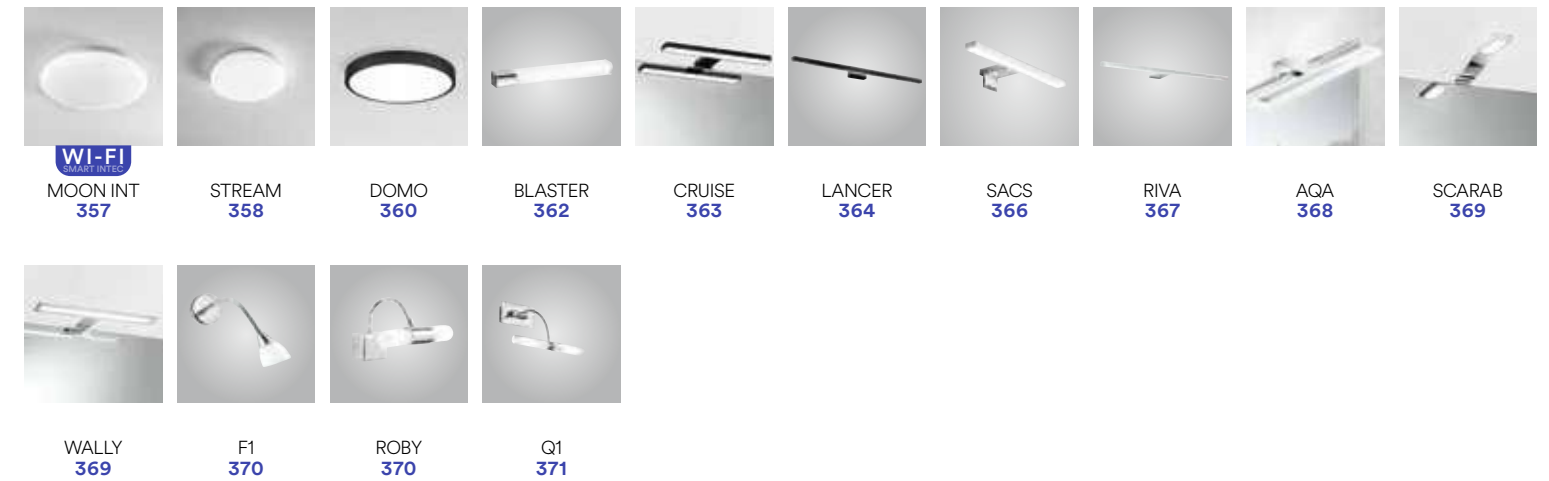 WI-FI
SMART INTEC
MOON INT
357
STREAM
358
DOMO
360
BLASTER
362
CRUISE
363
LANCER
364
SACS
366
RIVA
367
AQA
368
SCARAB
369
WALLY
369
F1
370
ROBY
370
Q1
371